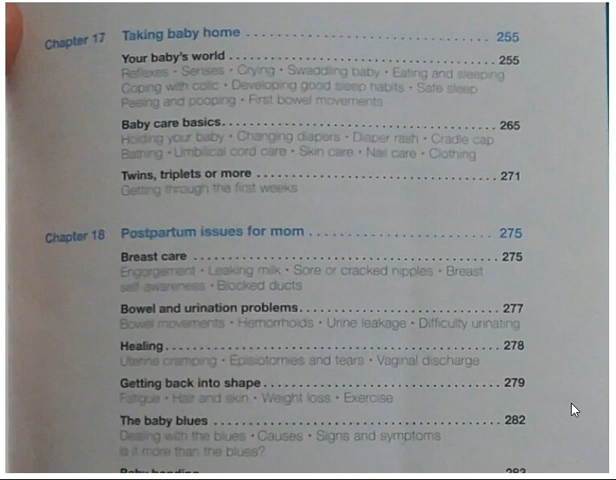 Chapter 17 Taking baby home ................................ 255
Your baby's world ........................................ 255
Reflexes • Senses • Crying • Swaddling baby • Eating and sleeping
Coping with colic • Developing good sleep habits • Safe sleep
Peeing and pooping • First bowel movements
Baby care basics ........................................ 265
Holding your baby • Changing diapers • Diaper rash • Cradle cap
Bathing • Umbilical cord care • Skin care • Nail care • Clothing
Twins, triplets or more .................................. 271
Getting through the first weeks
Chapter 18 Postpartum issues for mom ........................ 275
Breast care ............................................. 275
Engorgement • Leaking milk • Sore or cracked nipples • Breast
self-awareness • Blocked ducts
Bowel and urination problems ............................. 277
Bowel movements • Hemorrhoids • Urine leakage • Difficulty urinating
Healing ................................................. 278
Uterine cramping • Episiotomies and tears • Vaginal discharge
Getting back into shape .................................. 279
Fatigue • Hair and skin • Weight loss • Exercise
The baby blues .......................................... 282
Dealing with the blues • Causes • Signs and symptoms
Is it more than the blues?